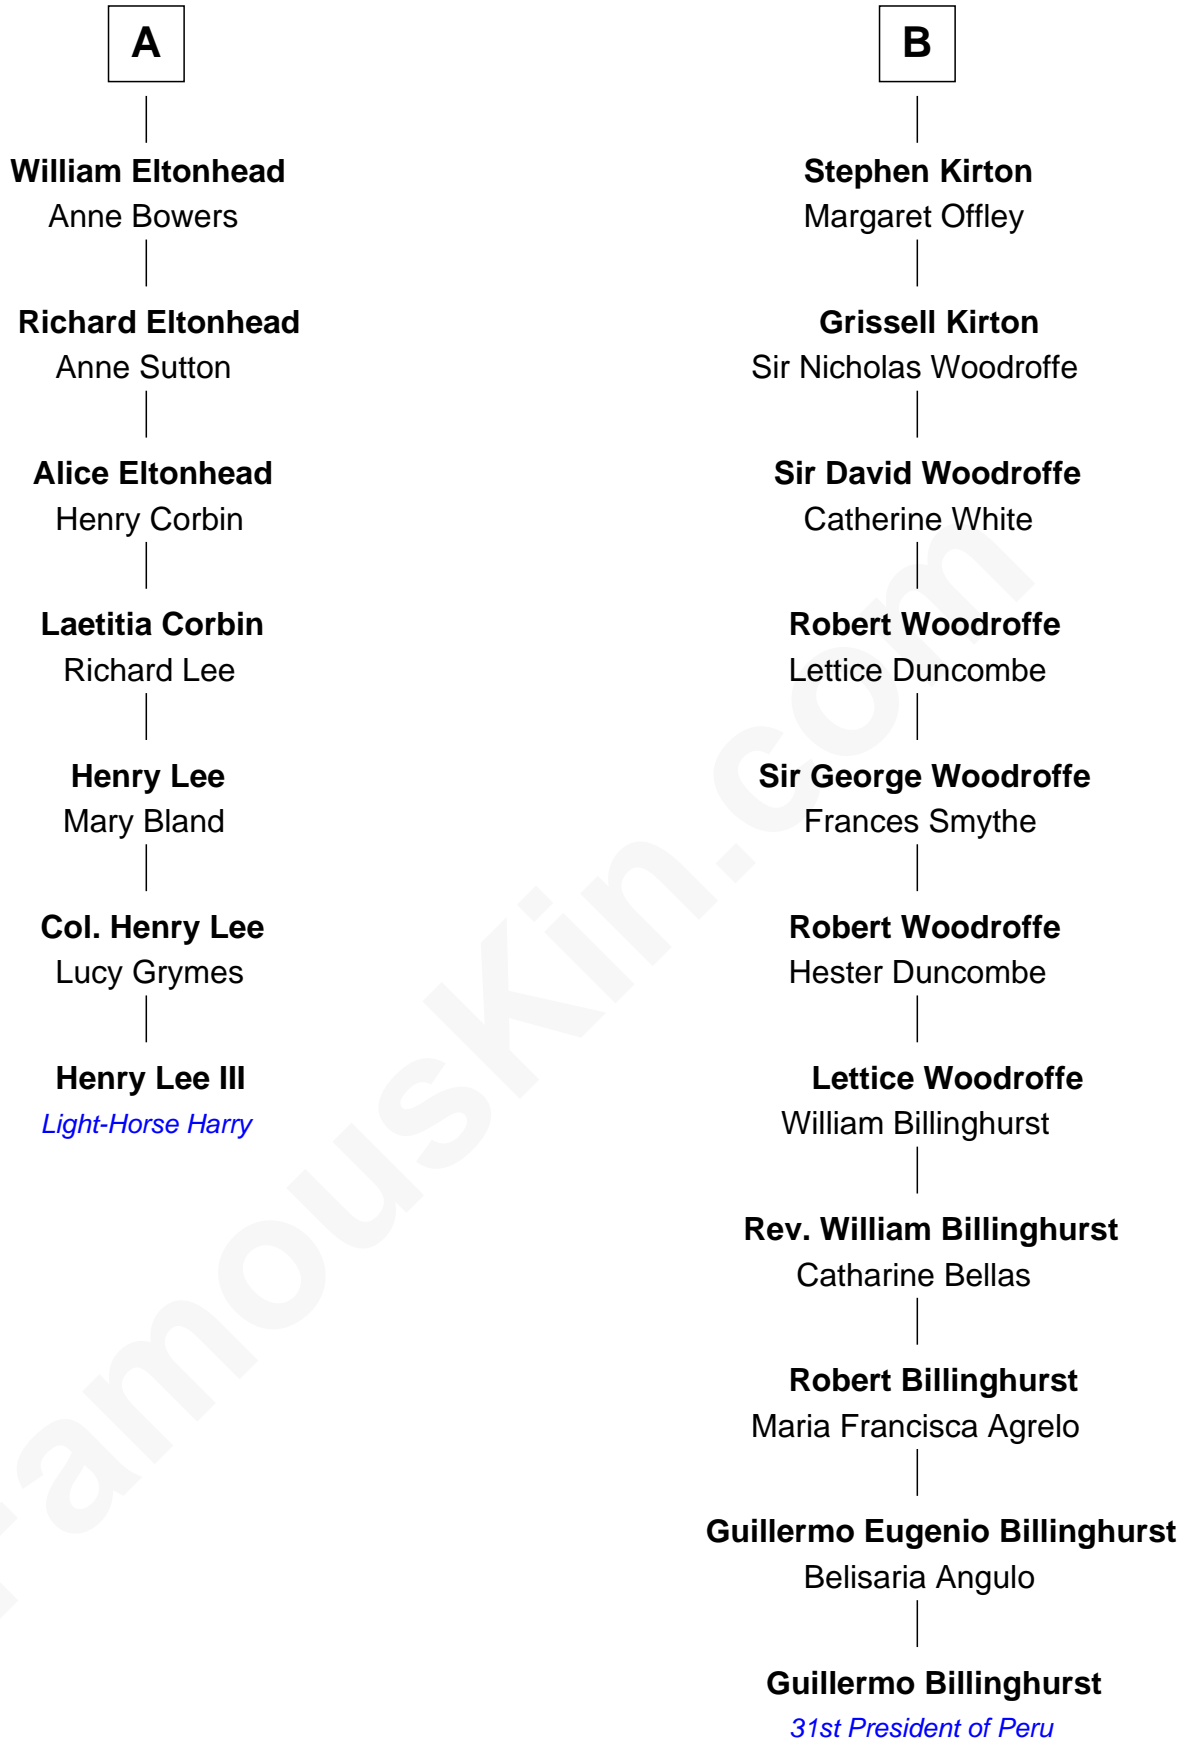 A
William Eltonhead
Anne Bowers
Richard Eltonhead
Anne Sutton
Alice Eltonhead
Henry Corbin
Laetitia Corbin
Richard Lee
Henry Lee
Mary Bland
Col. Henry Lee
Lucy Grymes
Henry Lee III
Light-Horse Harry
B
Stephen Kirton
Margaret Offley
Grissell Kirton
Sir Nicholas Woodroffe
Sir David Woodroffe
Catherine White
Robert Woodroffe
Lettice Duncombe
Sir George Woodroffe
Frances Smythe
Robert Woodroffe
Hester Duncombe
Lettice Woodroffe
William Billinghurst
Rev. William Billinghurst
Catharine Bellas
Robert Billinghurst
Maria Francisca Agrelo
Guillermo Eugenio Billinghurst
Belisaria Angulo
Guillermo Billinghurst
31st President of Peru
FamousKin.com